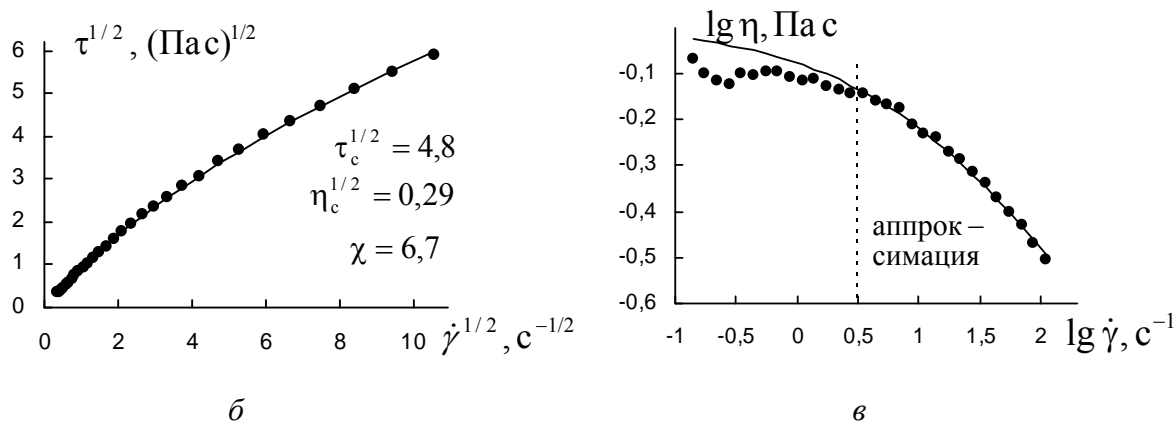 τ^{1/2}, (Па с)^{1/2}
6
5
4
3
2
1
0
τ_c^{1/2} = 4,8
η_c^{1/2} = 0,29
χ = 6,7
0 2 4 6 8 10
γ̇^{1/2}, с^{−1/2}
б
lg η, Па с
-0,1
-0,2
-0,3
-0,4
-0,5
-0,6
аппрок –
симация
-1 -0,5 0 0,5 1 1,5 2
lg γ̇, с^{−1}
в